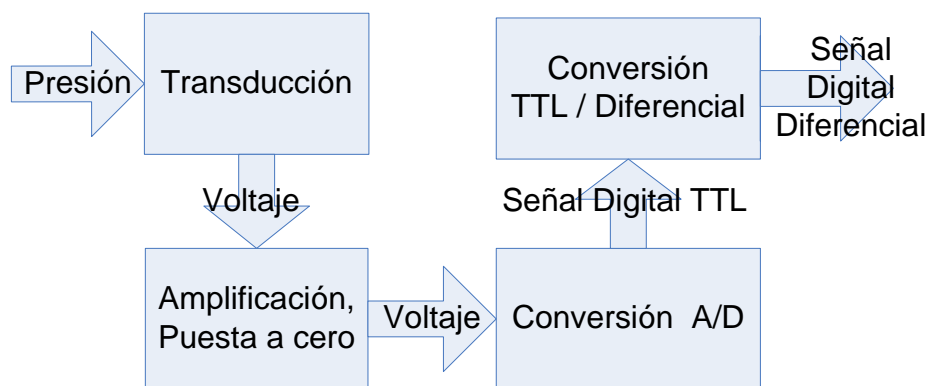 Presión
Transducción
Voltaje
Amplificación,
Puesta a cero
Voltaje
Conversión A/D
Señal Digital TTL
Conversión
TTL / Diferencial
Señal
Digital
Diferencial